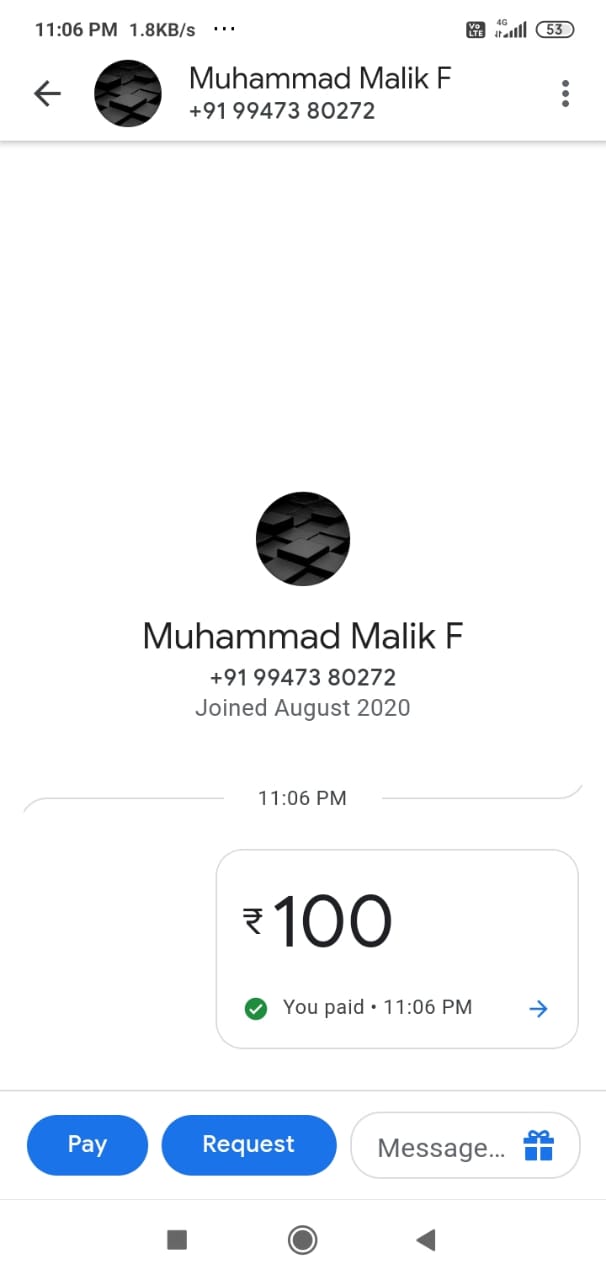 11:06 PM 1.8KB/s ...
Vo LTE 4G 53
Muhammad Malik F
+91 99473 80272
Muhammad Malik F
+91 99473 80272
Joined August 2020
11:06 PM
₹100
You paid • 11:06 PM
Pay
Request
Message...